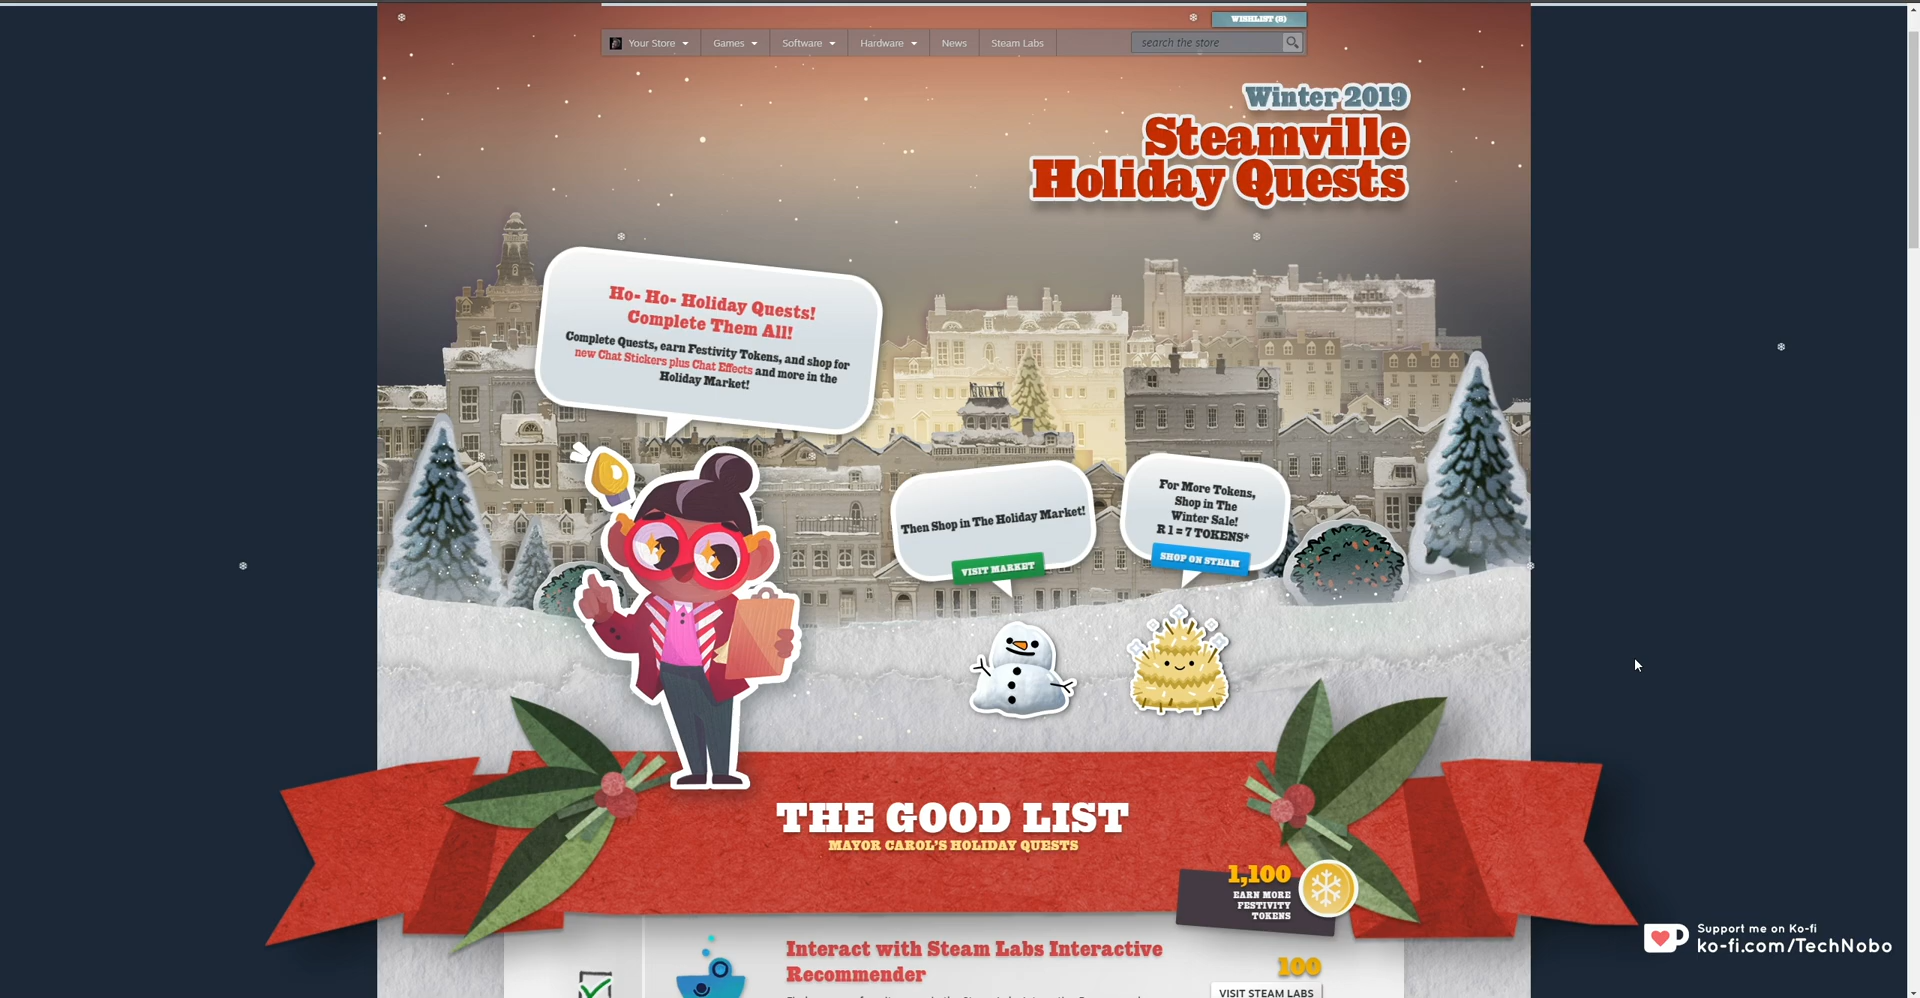 WISHLIST (8)
Your Store Games Software Hardware News Steam Labs search the store
Winter 2019
Steamville
Holiday Quests
Ho- Ho- Holiday Quests!
Complete Them All!
Complete Quests, earn Festivity Tokens, and shop for
new Chat Stickers plus Chat Effects and more in the
Holiday Market!
Then Shop in The Holiday Market!
VISIT MARKET
For More Tokens,
Shop in The
Winter Sale!
R 1 = 7 TOKENS*
SHOP ON STEAM
THE GOOD LIST
MAYOR CAROL'S HOLIDAY QUESTS
1,100
EARN MORE
FESTIVITY
TOKENS
Support me on Ko-fi
ko-fi.com/TechNobo
Interact with Steam Labs Interactive
Recommender
100
VISIT STEAM LABS